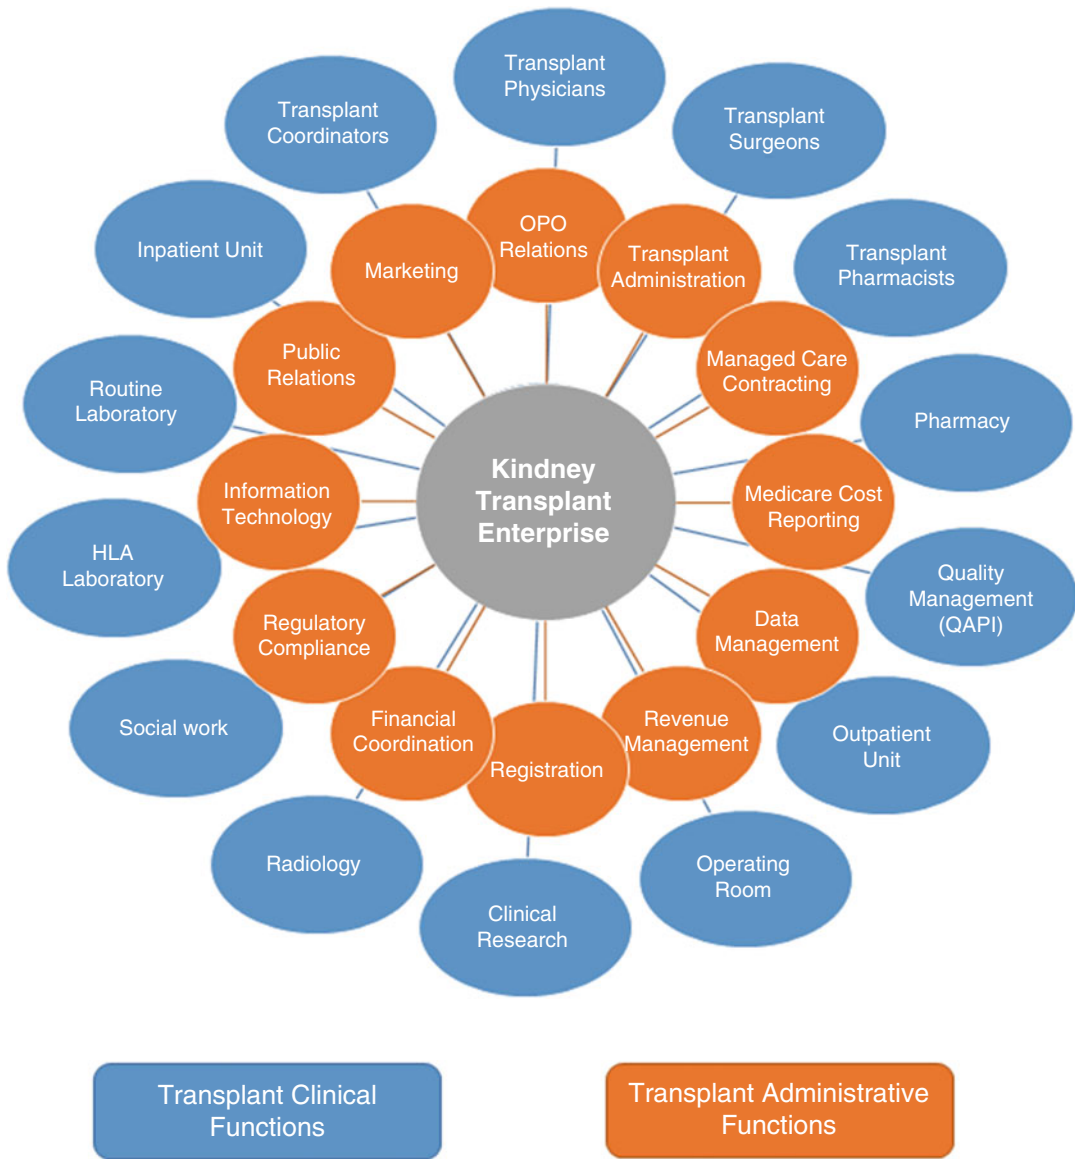 Transplant
Physicians
Transplant
Coordinators
Transplant
Surgeons
Inpatient Unit
Transplant
Pharmacists
Routine
Laboratory
Pharmacy
HLA
Laboratory
Quality
Management
(QAPI)
Social work
Outpatient
Unit
Radiology
Operating
Room
Clinical
Research
OPO
Relations
Marketing
Transplant
Administration
Public
Relations
Managed Care
Contracting
Information
Technology
Medicare Cost
Reporting
Regulatory
Compliance
Data
Management
Financial
Coordination
Revenue
Management
Registration
Kindney
Transplant
Enterprise
Transplant Clinical
Functions
Transplant Administrative
Functions